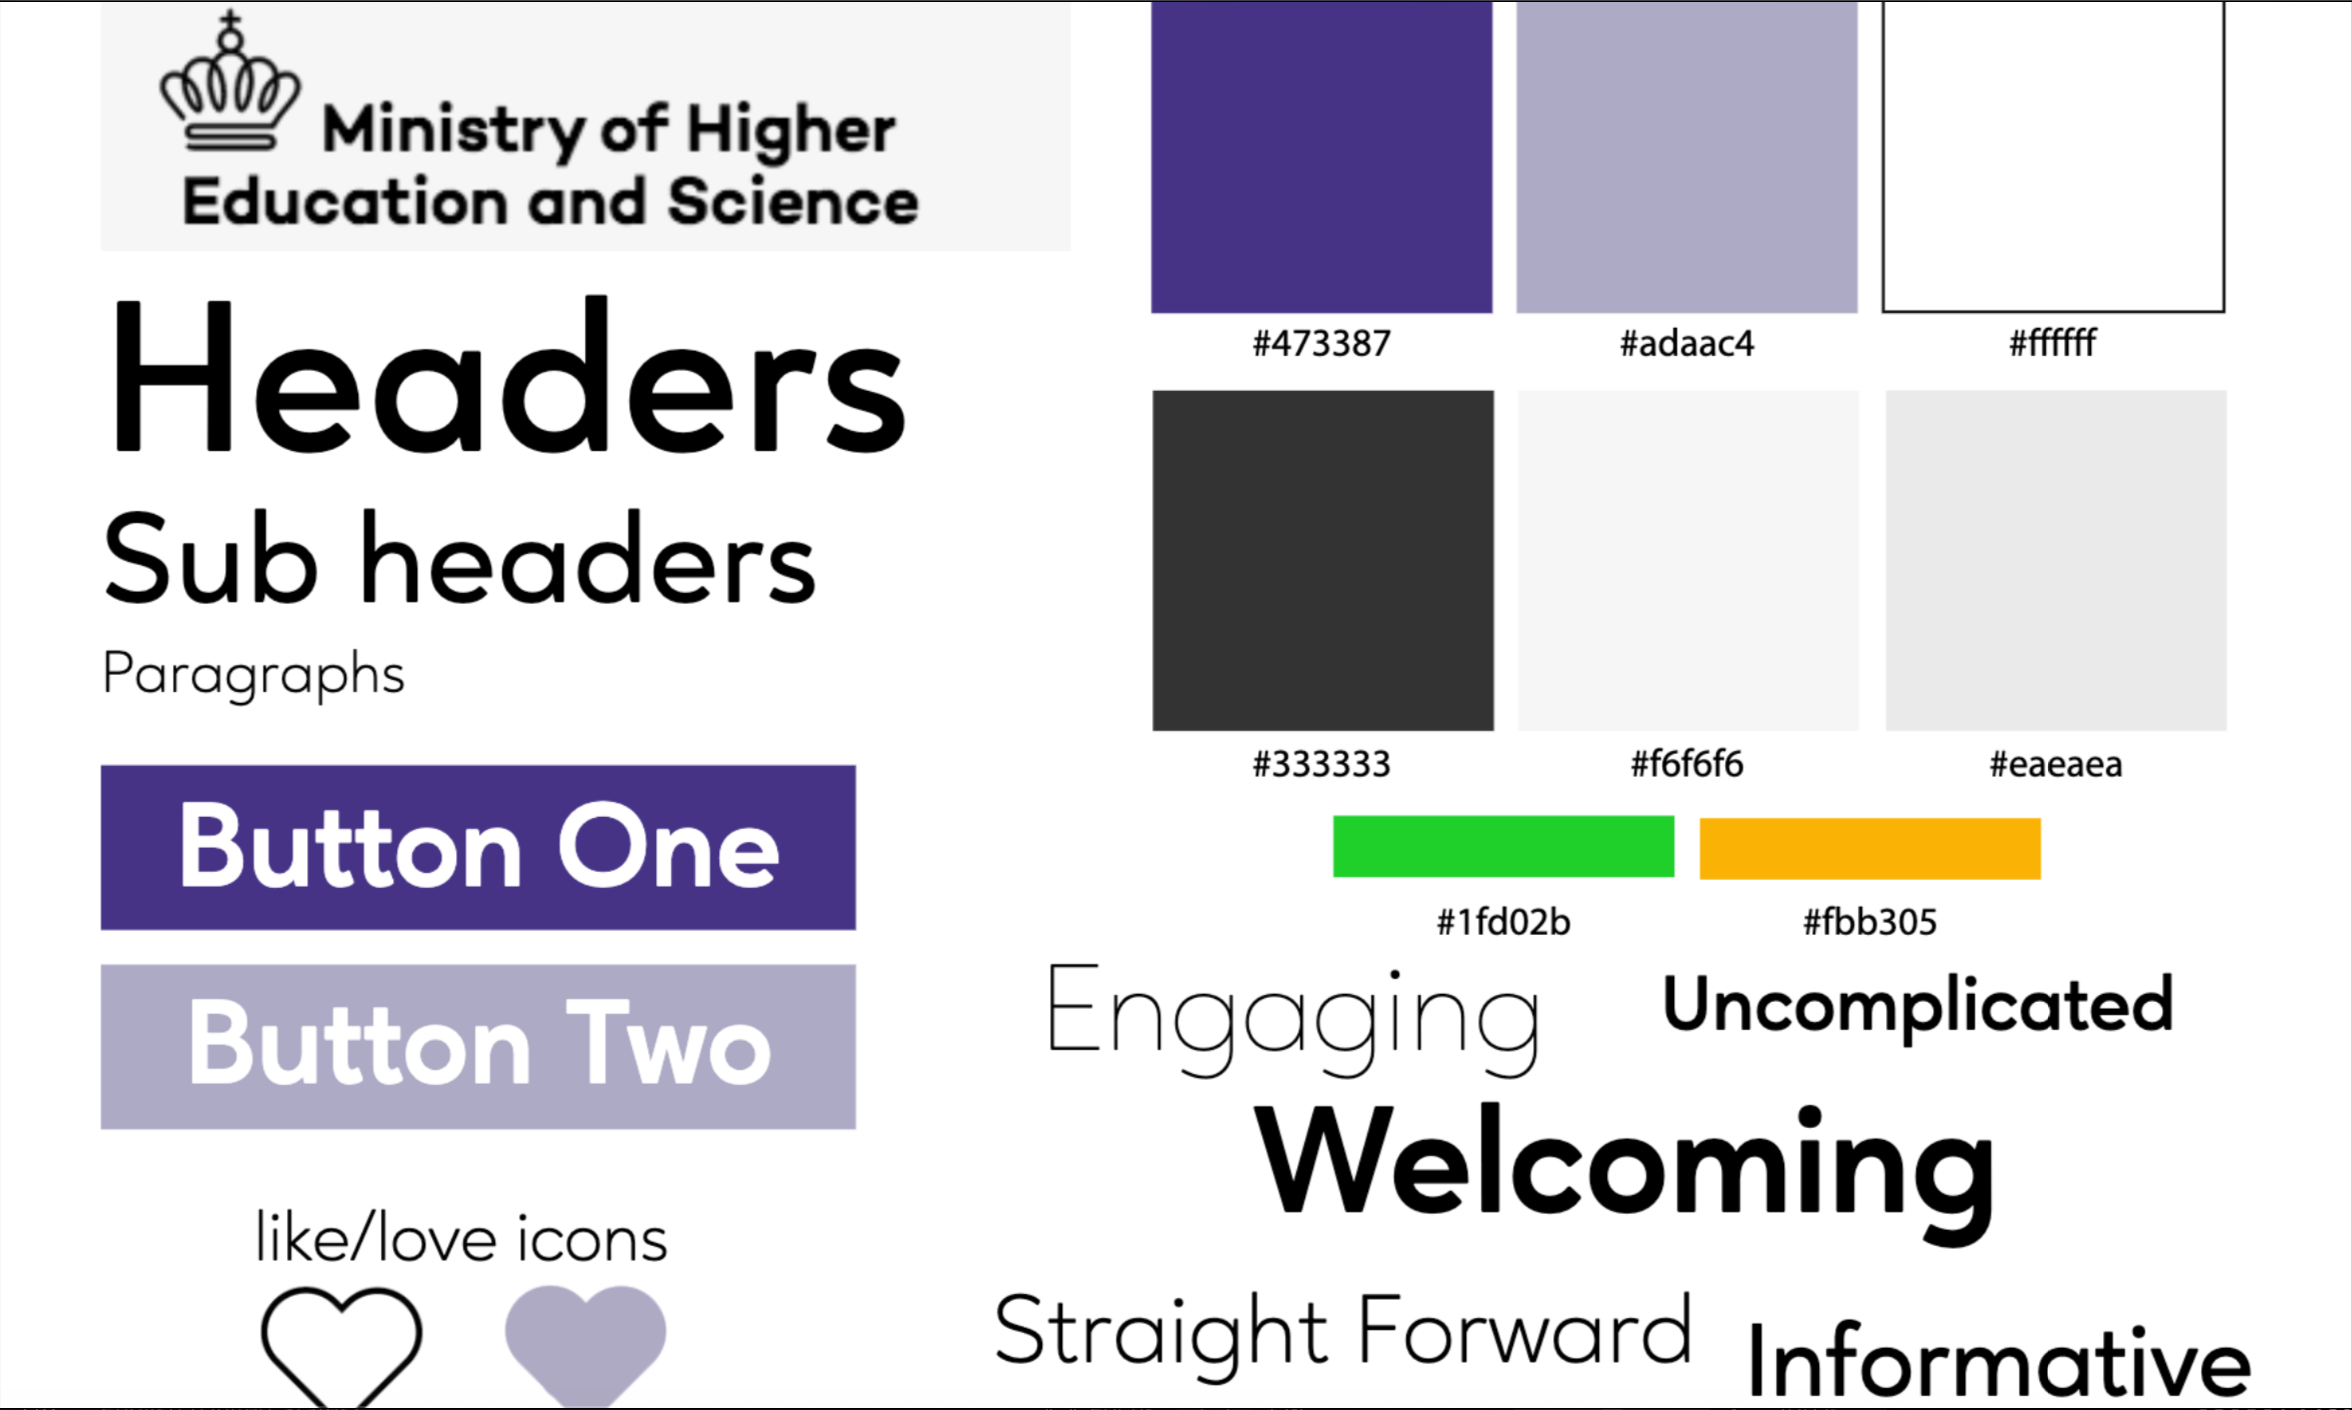 Ministry of Higher
Education and Science
Headers
Sub headers
Paragraphs
Button One
Button Two
like/love icons
#473387
#adaac4
#ffffff
#333333
#f6f6f6
#eaeaea
#1fd02b
#fbb305
Engaging
Uncomplicated
Welcoming
Straight Forward
Informative